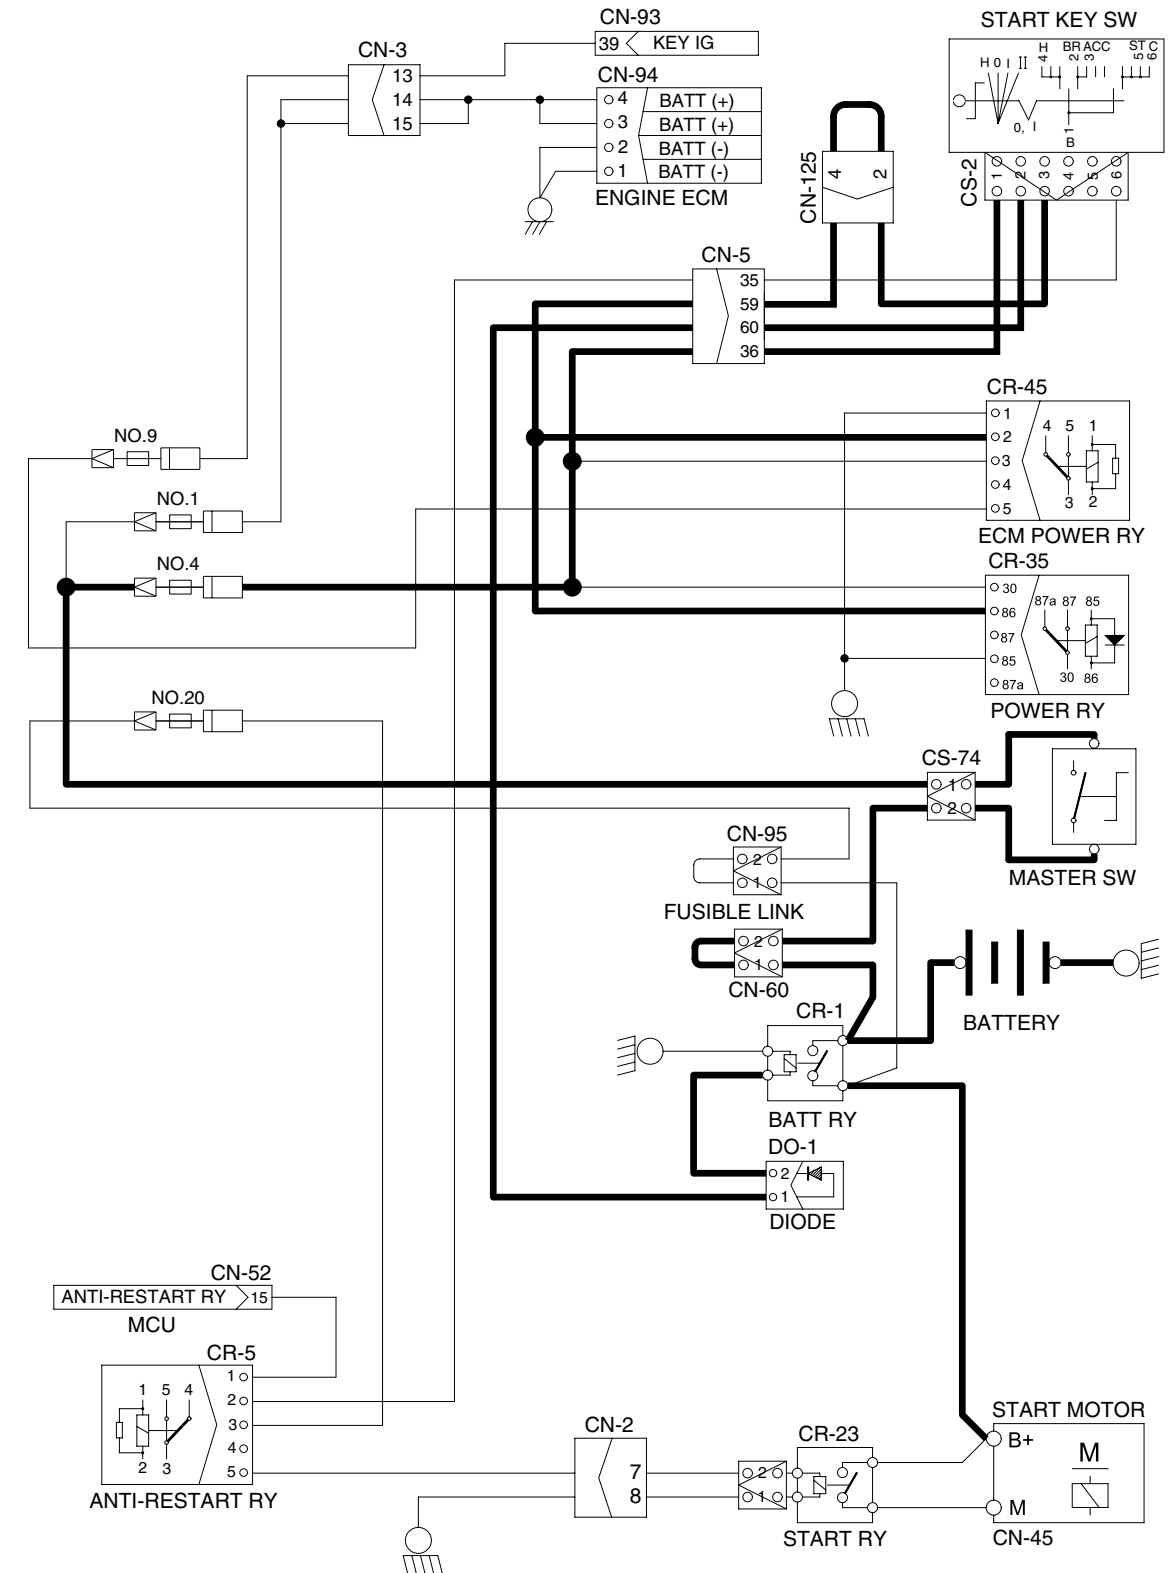 CN-93
39 KEY IG
CN-3
13
14
15
CN-94
4 BATT (+)
3 BATT (+)
2 BATT (-)
1 BATT (-)
ENGINE ECM
START KEY SW
H BR ACC ST C
4 2 3 5 6
H 0 I II
0, I
1
B
CS-2
1 2 3 4 5 6
CN-125
4 2
CN-5
35
59
60
36
CR-45
1
2
3
4
5
4 5 1
3 2
ECM POWER RY
NO.9
NO.1
NO.4
CR-35
30
86
87
85
87a
87a 87 85
30 86
POWER RY
NO.20
CS-74
1
2
MASTER SW
CN-95
2
1
FUSIBLE LINK
2
1
CN-60
BATTERY
CR-1
BATT RY
DO-1
2
1
DIODE
CN-52
ANTI-RESTART RY 15
MCU
CR-5
1
2
3
4
5
1 5 4
2 3
ANTI-RESTART RY
CN-2
7
8
CR-23
2
1
START RY
START MOTOR
B+
M
M
CN-45